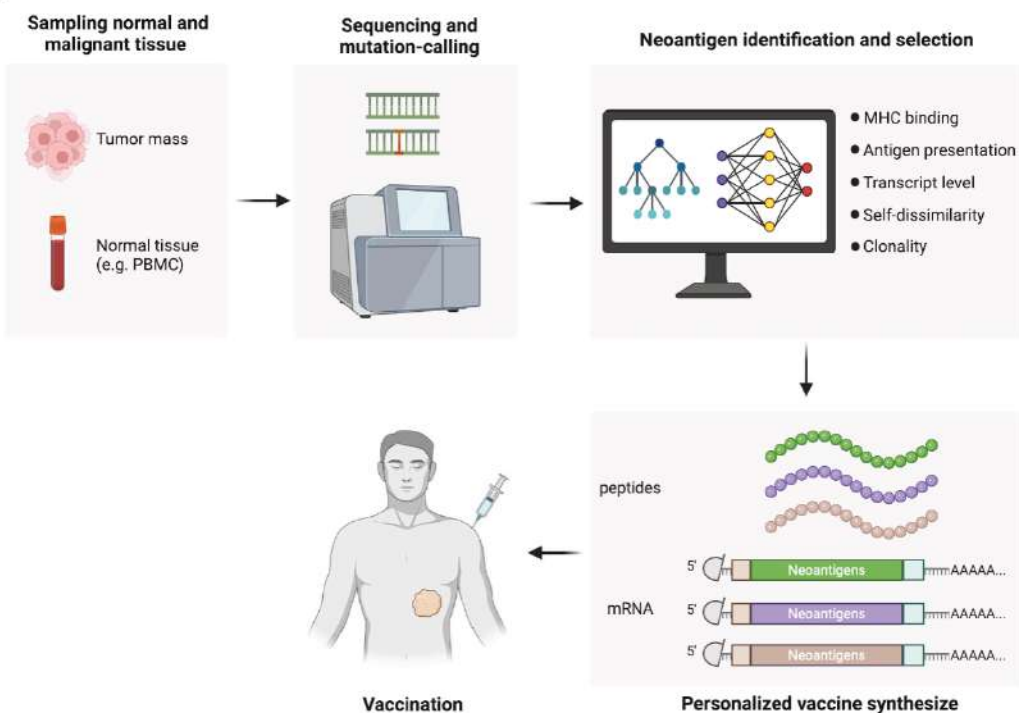 Sampling normal and
malignant tissue
Tumor mass
Normal tissue
(e.g. PBMC)
Sequencing and
mutation-calling
Neoantigen identification and selection
MHC binding
Antigen presentation
Transcript level
Self-dissimilarity
Clonality
peptides
mRNA
5' Neoantigens AAAAA...
5' Neoantigens AAAAA...
5' Neoantigens AAAAA...
Personalized vaccine synthesize
Vaccination